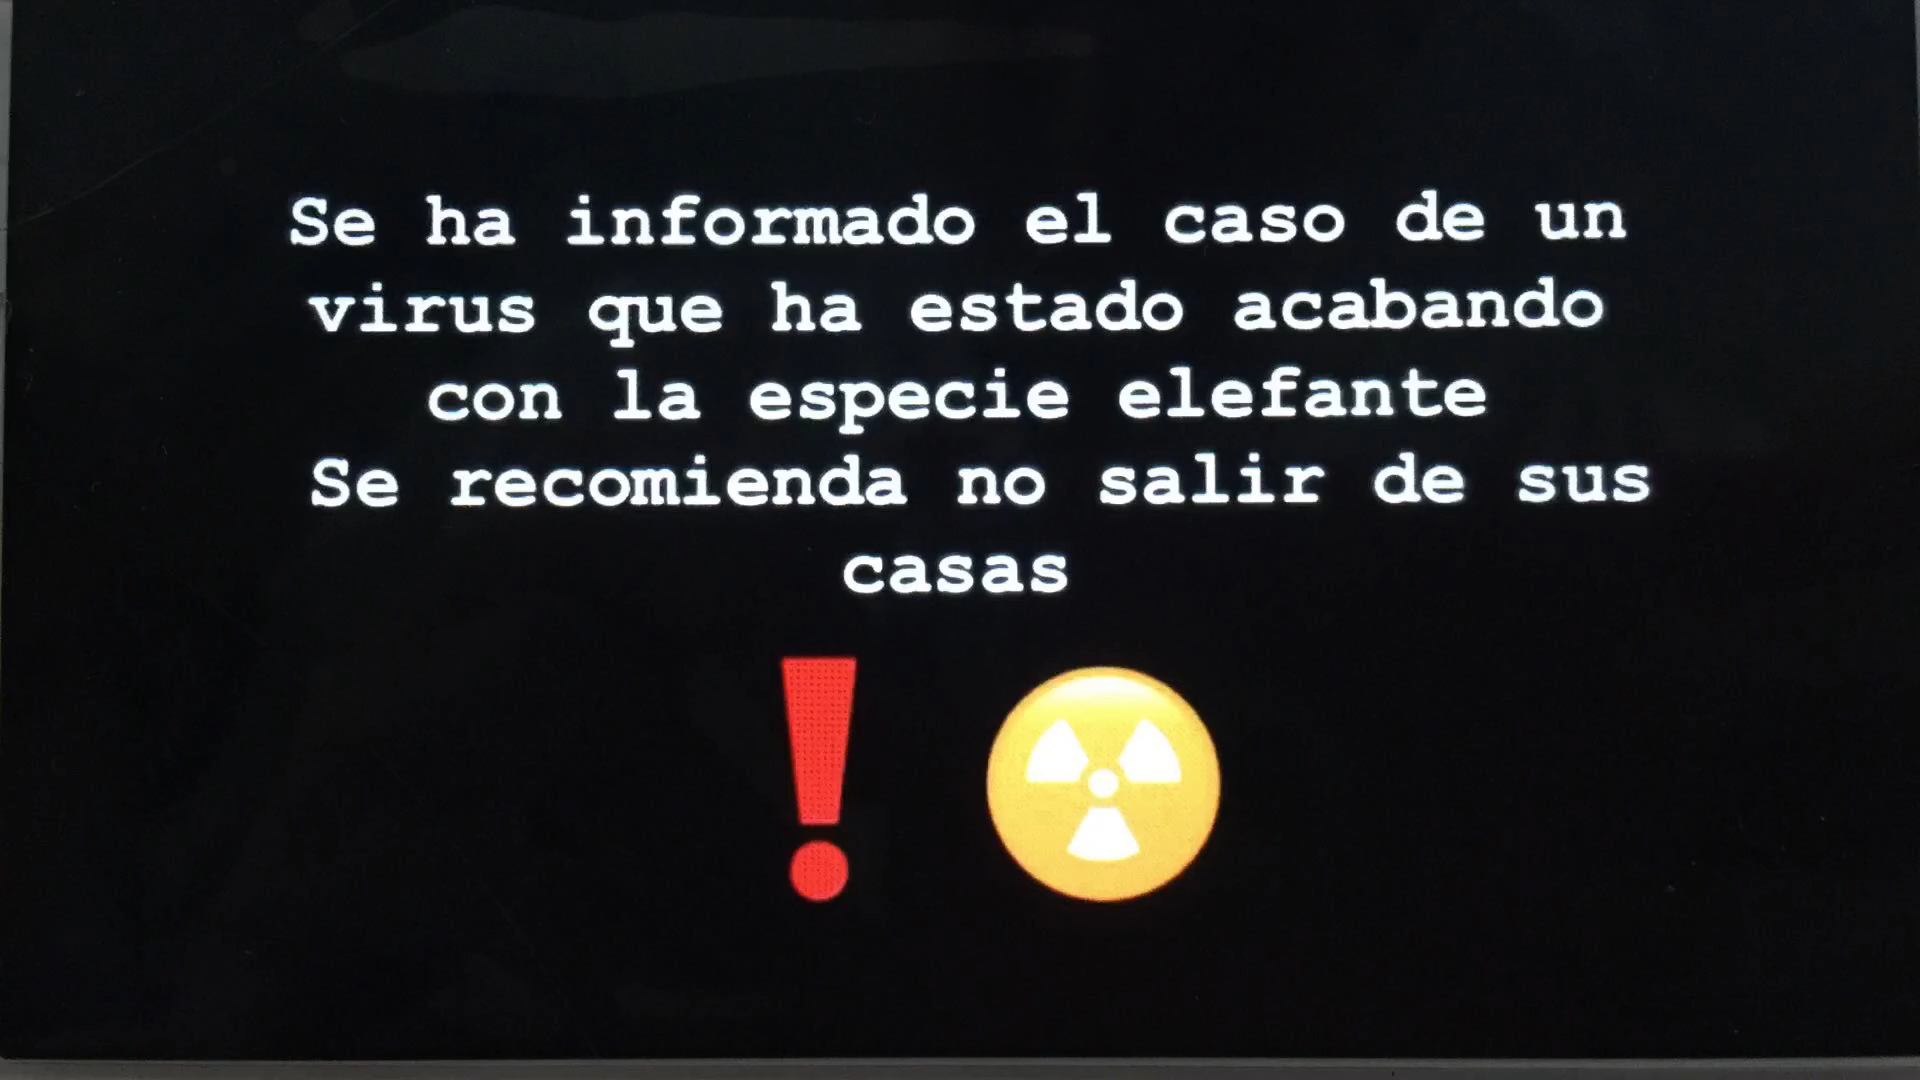 Se ha informado el caso de un
virus que ha estado acabando
con la especie elefante
Se recomienda no salir de sus
casas